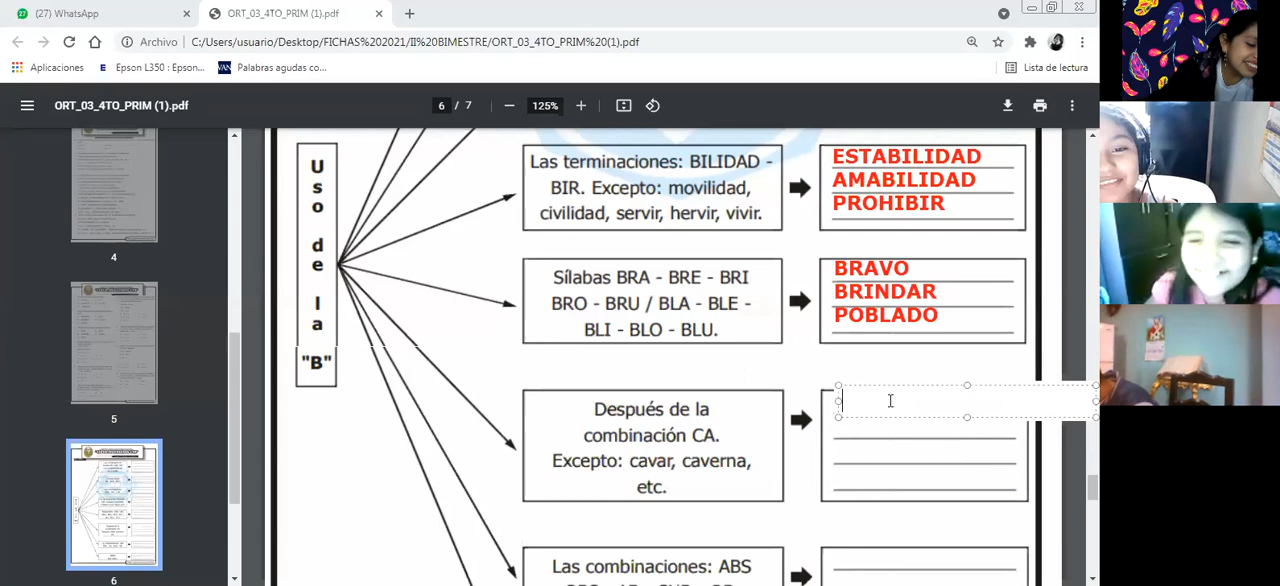 (27) WhatsApp
ORT_03_4TO_PRIM (1).pdf
Archivo
C:/Users/usuario/Desktop/FICHAS%202021/II%20BIMESTRE/ORT_03_4TO_PRIM%20(1).pdf
Aplicaciones
Epson L350 : Epson...
Palabras agudas co...
Lista de lectura
ORT_03_4TO_PRIM (1).pdf
6 / 7
125%
4
5
6
Uso de la "B"
Las terminaciones: BILIDAD -
BIR. Excepto: movilidad,
civilidad, servir, hervir, vivir.
ESTABILIDAD
AMABILIDAD
PROHIBIR
Sílabas BRA - BRE - BRI
BRO - BRU / BLA - BLE -
BLI - BLO - BLU.
BRAVO
BRINDAR
POBLADO
Después de la
combinación CA.
Excepto: cavar, caverna,
etc.
Las combinaciones: ABS